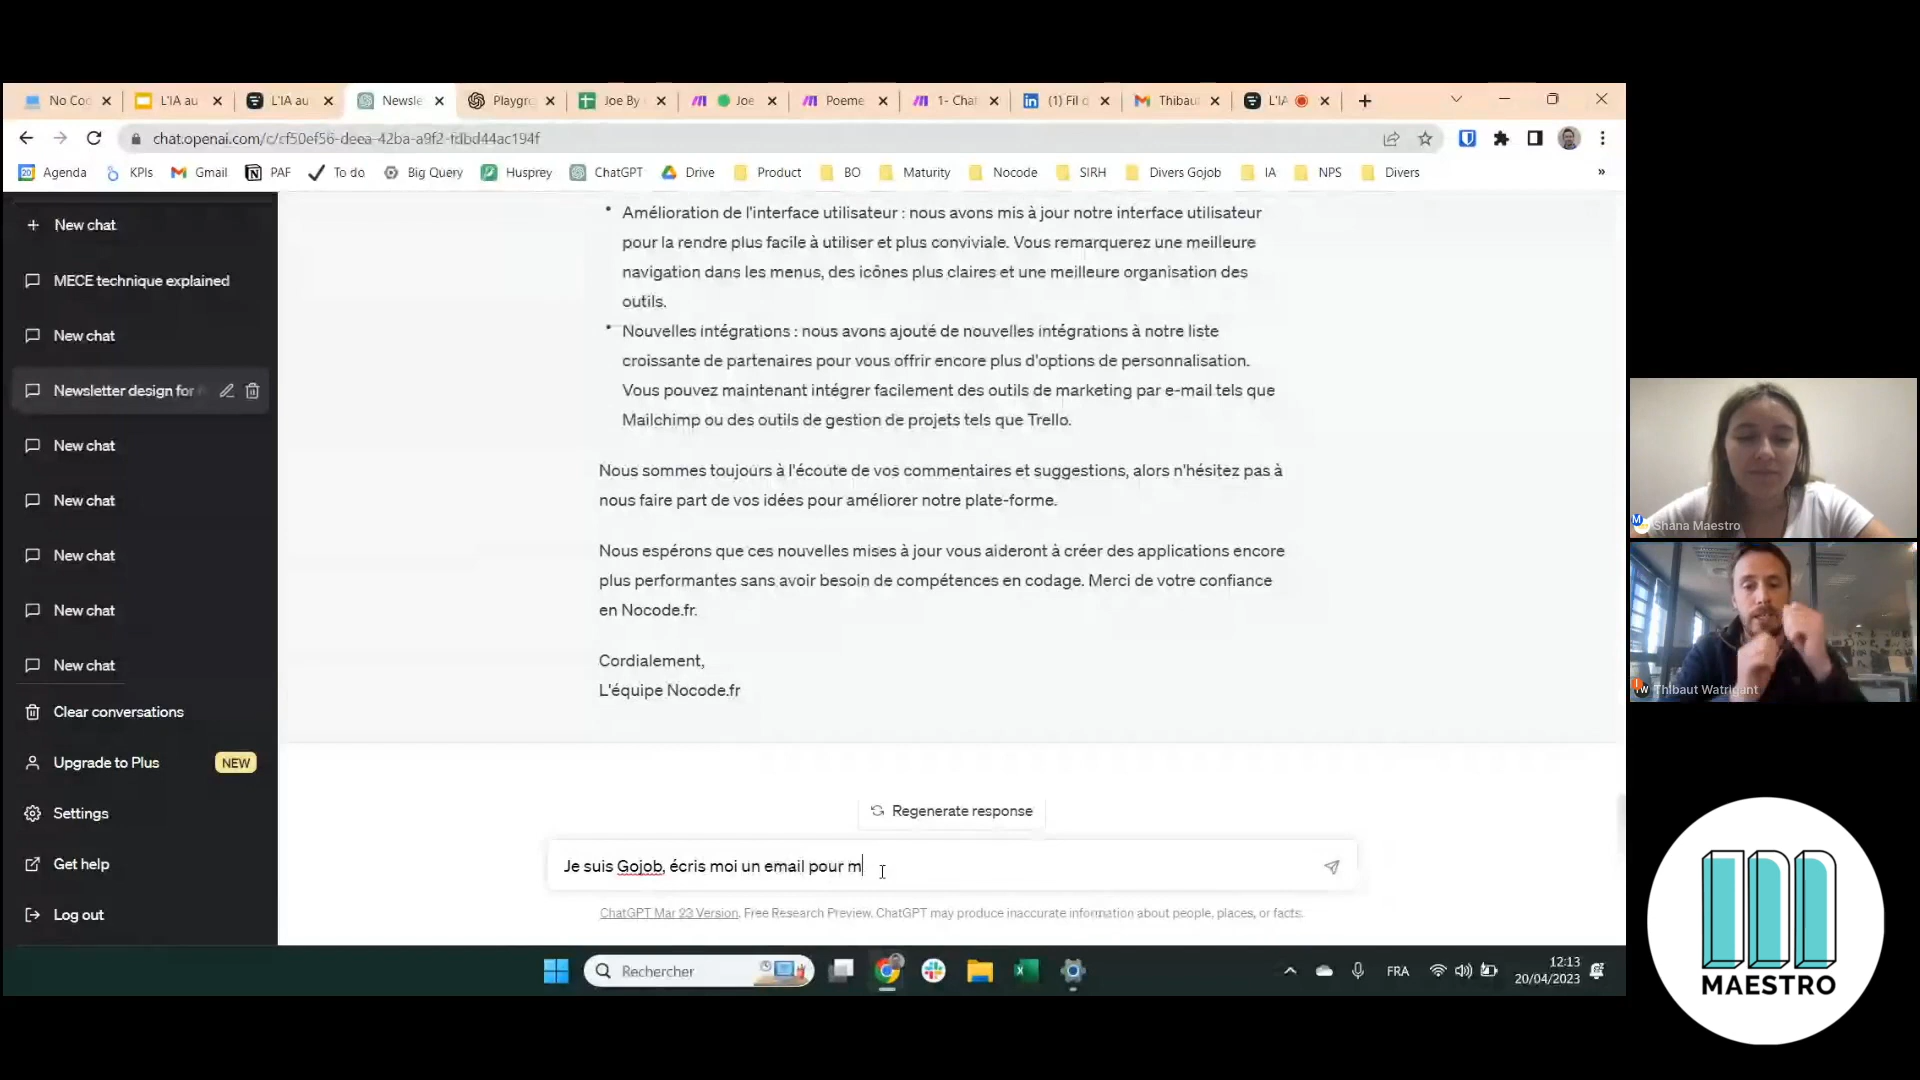 No Coc
L'IA au
L'IA au
Newsle
Playgro
Joe By
Joe
Poeme
1- Chat
(1) Fil d
Thibau
L'IA
chat.openai.com/c/cf50ef56-deea-42ba-a9f2-fdbd44ac194f
Agenda
KPIs
Gmail
PAF
To do
Big Query
Husprey
ChatGPT
Drive
Product
BO
Maturity
Nocode
SIRH
Divers Gojob
IA
NPS
Divers
»
New chat
MECE technique explained
New chat
Newsletter design for
New chat
New chat
New chat
New chat
New chat
Clear conversations
Upgrade to Plus NEW
Settings
Get help
Log out
• Amélioration de l'interface utilisateur : nous avons mis à jour notre interface utilisateur
pour la rendre plus facile à utiliser et plus conviviale. Vous remarquerez une meilleure
navigation dans les menus, des icônes plus claires et une meilleure organisation des
outils.
• Nouvelles intégrations : nous avons ajouté de nouvelles intégrations à notre liste
croissante de partenaires pour vous offrir encore plus d'options de personnalisation.
Vous pouvez maintenant intégrer facilement des outils de marketing par e-mail tels que
Mailchimp ou des outils de gestion de projets tels que Trello.
Nous sommes toujours à l'écoute de vos commentaires et suggestions, alors n'hésitez pas à
nous faire part de vos idées pour améliorer notre plate-forme.
Nous espérons que ces nouvelles mises à jour vous aideront à créer des applications encore
plus performantes sans avoir besoin de compétences en codage. Merci de votre confiance
en Nocode.fr.
Cordialement,
L'équipe Nocode.fr
Regenerate response
Je suis Gojob, écris moi un email pour m
ChatGPT Mar 23 Version. Free Research Preview. ChatGPT may produce inaccurate information about people, places, or facts.
Rechercher
FRA
12:13
20/04/2023
Shana Maestro
Thibaut Watrigant
MAESTRO